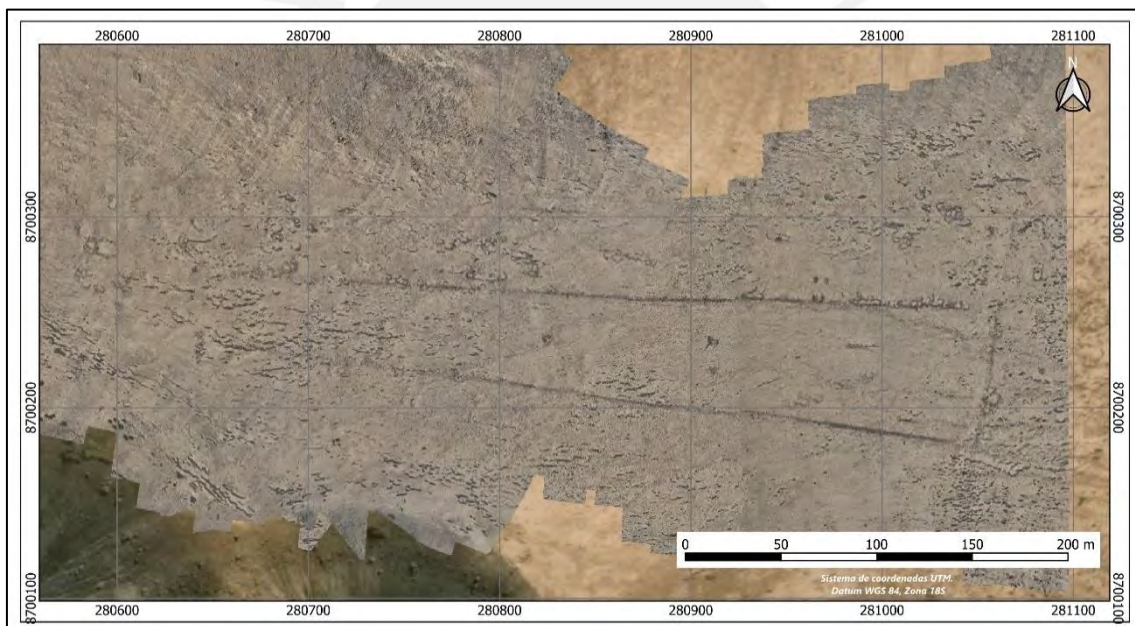 280600 280700 280800 280900 281000 281100
N
8700300 8700300
8700200 8700200
0 50 100 150 200 m
Sistema de coordenadas UTM.
Datum WGS 84, Zona 18S
8700100 8700100
280600 280700 280800 280900 281000 281100